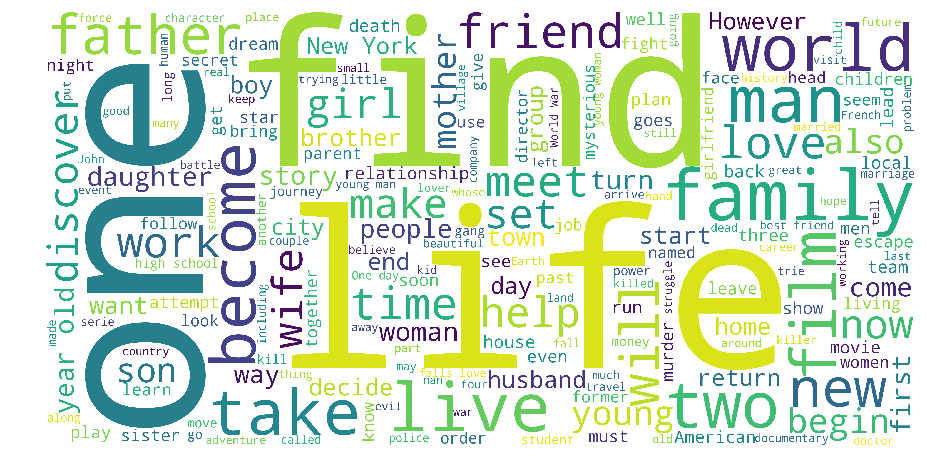 force
character
place
father
night
dream
death
New York
secret
star
bring
human
real
long
boy
get
keep
put
good
many
trying
small
little
girl
brother
parent
story
relationship
mother
friend
well
fight
give
use
village
director
group
mysterious
plan
goes
young woman
World War
company
left
find
world
However
going
future
visit
child
face
head
children
seem
lead
history
French
problem
man
love
also
girlfriend
still
married
local
marriage
back
great
hope
tell
family
one
discover
year old
John
battle
event
daughter
become
follow
school
work
high school
want
attempt
serie
look
made
country
son
learn
along
play
sister
move
go
adventure
called
journey
young man
lover
whose
another
city
couple
make
people
gang
believe
beautiful
meet
turn
set
arrive
hand
job
town
including
wife
together
end
One day
kid
soon
see
Earth
time
day
past
life
away
woman
help
way
kill
thing
part
house
land
fall
even
decide
may
falls love
husband
four
much
travel
former
know
evil
take
live
war
police
order
student
young
must
named
power
killed
run
money
will
murder
struggle
start
three
dead
best friend
men
career
trie
working
escape
last
team
leave
film
now
come
show
living
home
around
killer
movie
women
return
new
two
begin
first
old
American
documentary
doctor